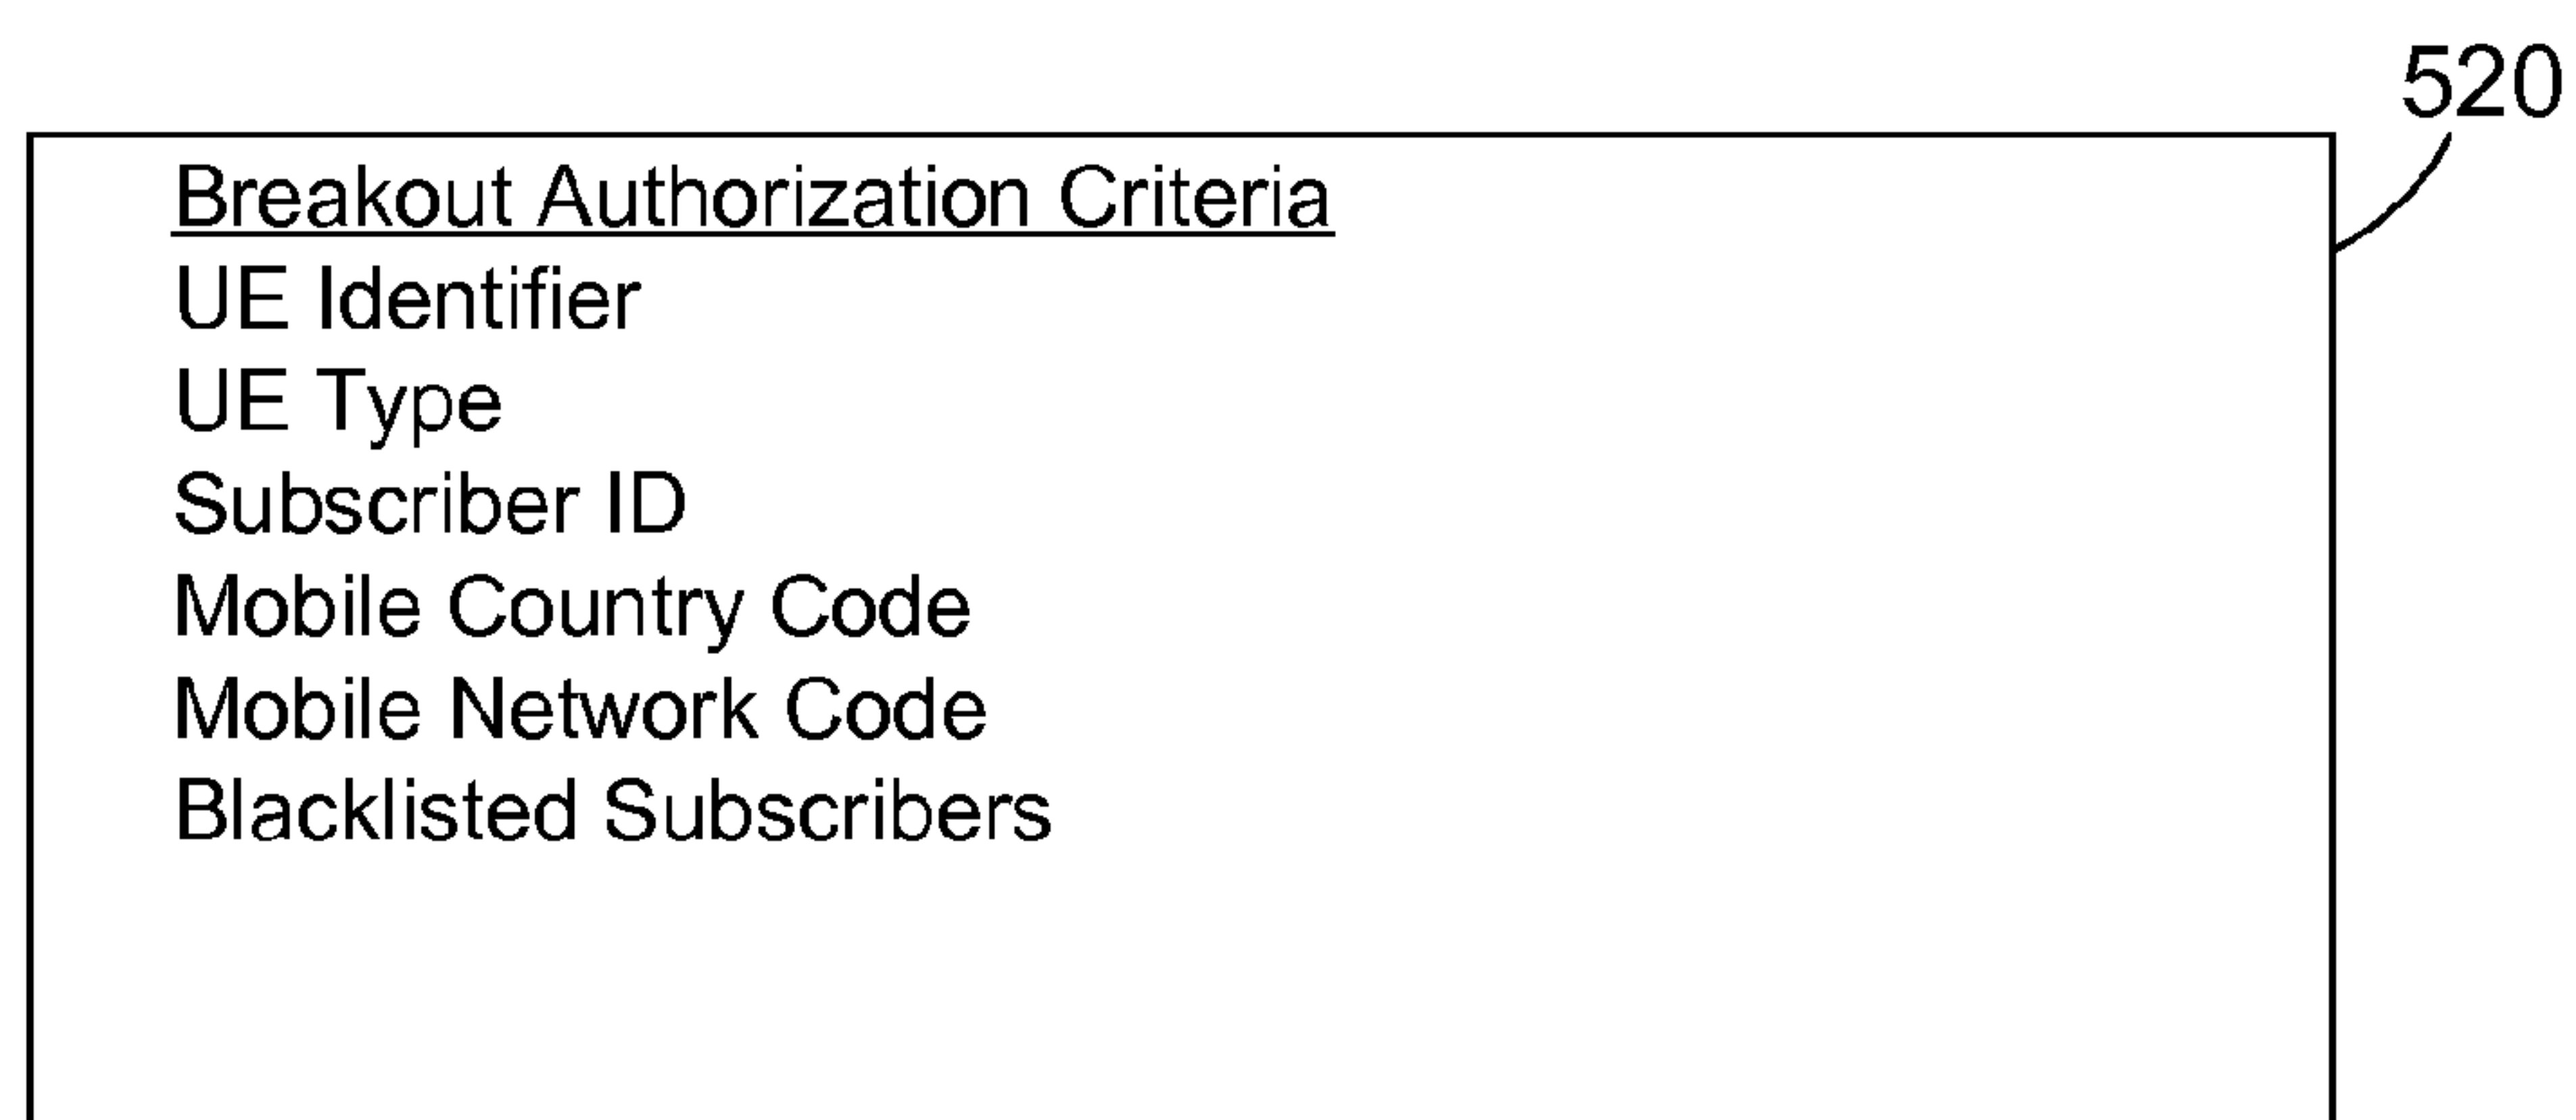 520
Breakout Authorization Criteria
UE Identifier
UE Type
Subscriber ID
Mobile Country Code
Mobile Network Code
Blacklisted Subscribers